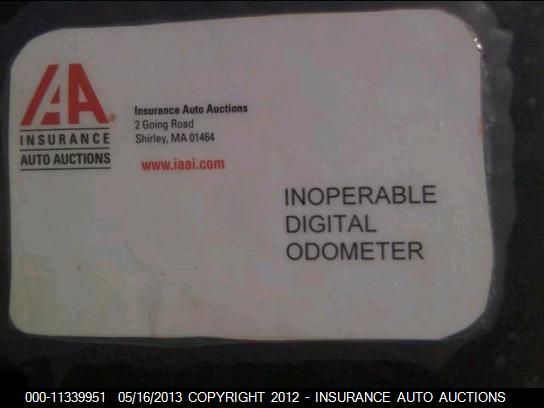 IAA®
INSURANCE
AUTO AUCTIONS
Insurance Auto Auctions
2 Going Road
Shirley, MA 01464
www.iaai.com
INOPERABLE
DIGITAL
ODOMETER
000-11339951 05/16/2013 COPYRIGHT 2012 - INSURANCE AUTO AUCTIONS